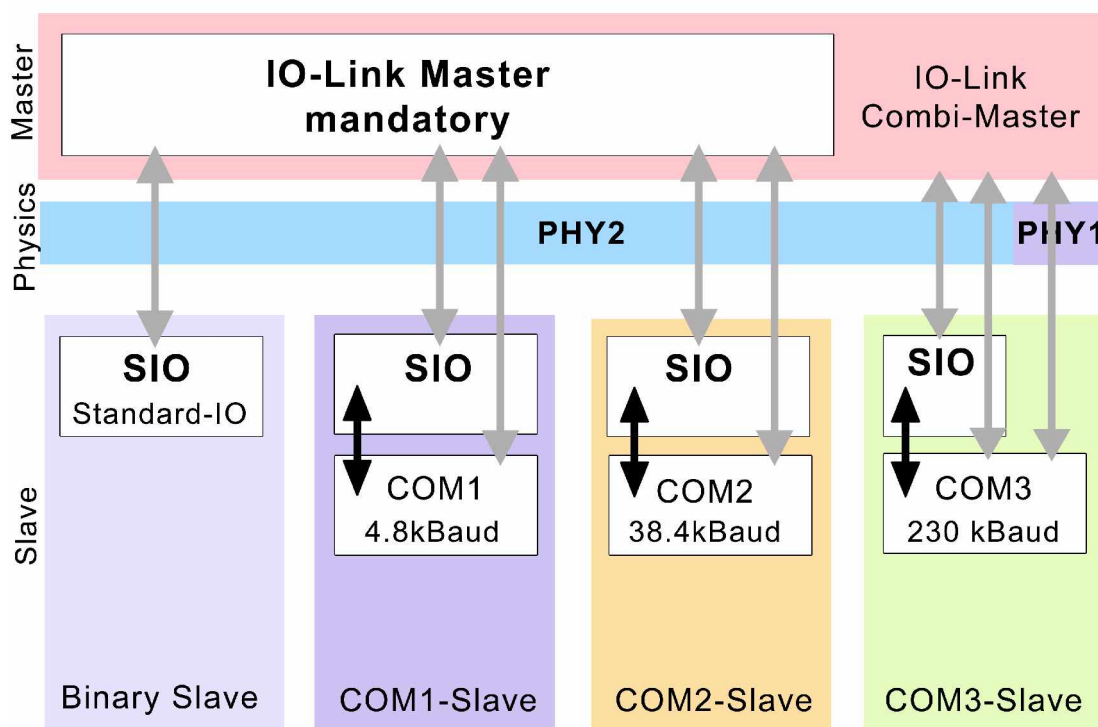 Master
IO-Link Master
mandatory
IO-Link
Combi-Master
Physics
PHY2
PHY1
Slave
SIO
Standard-IO
Binary Slave
SIO
COM1
4.8kBaud
COM1-Slave
SIO
COM2
38.4kBaud
COM2-Slave
SIO
COM3
230 kBaud
COM3-Slave